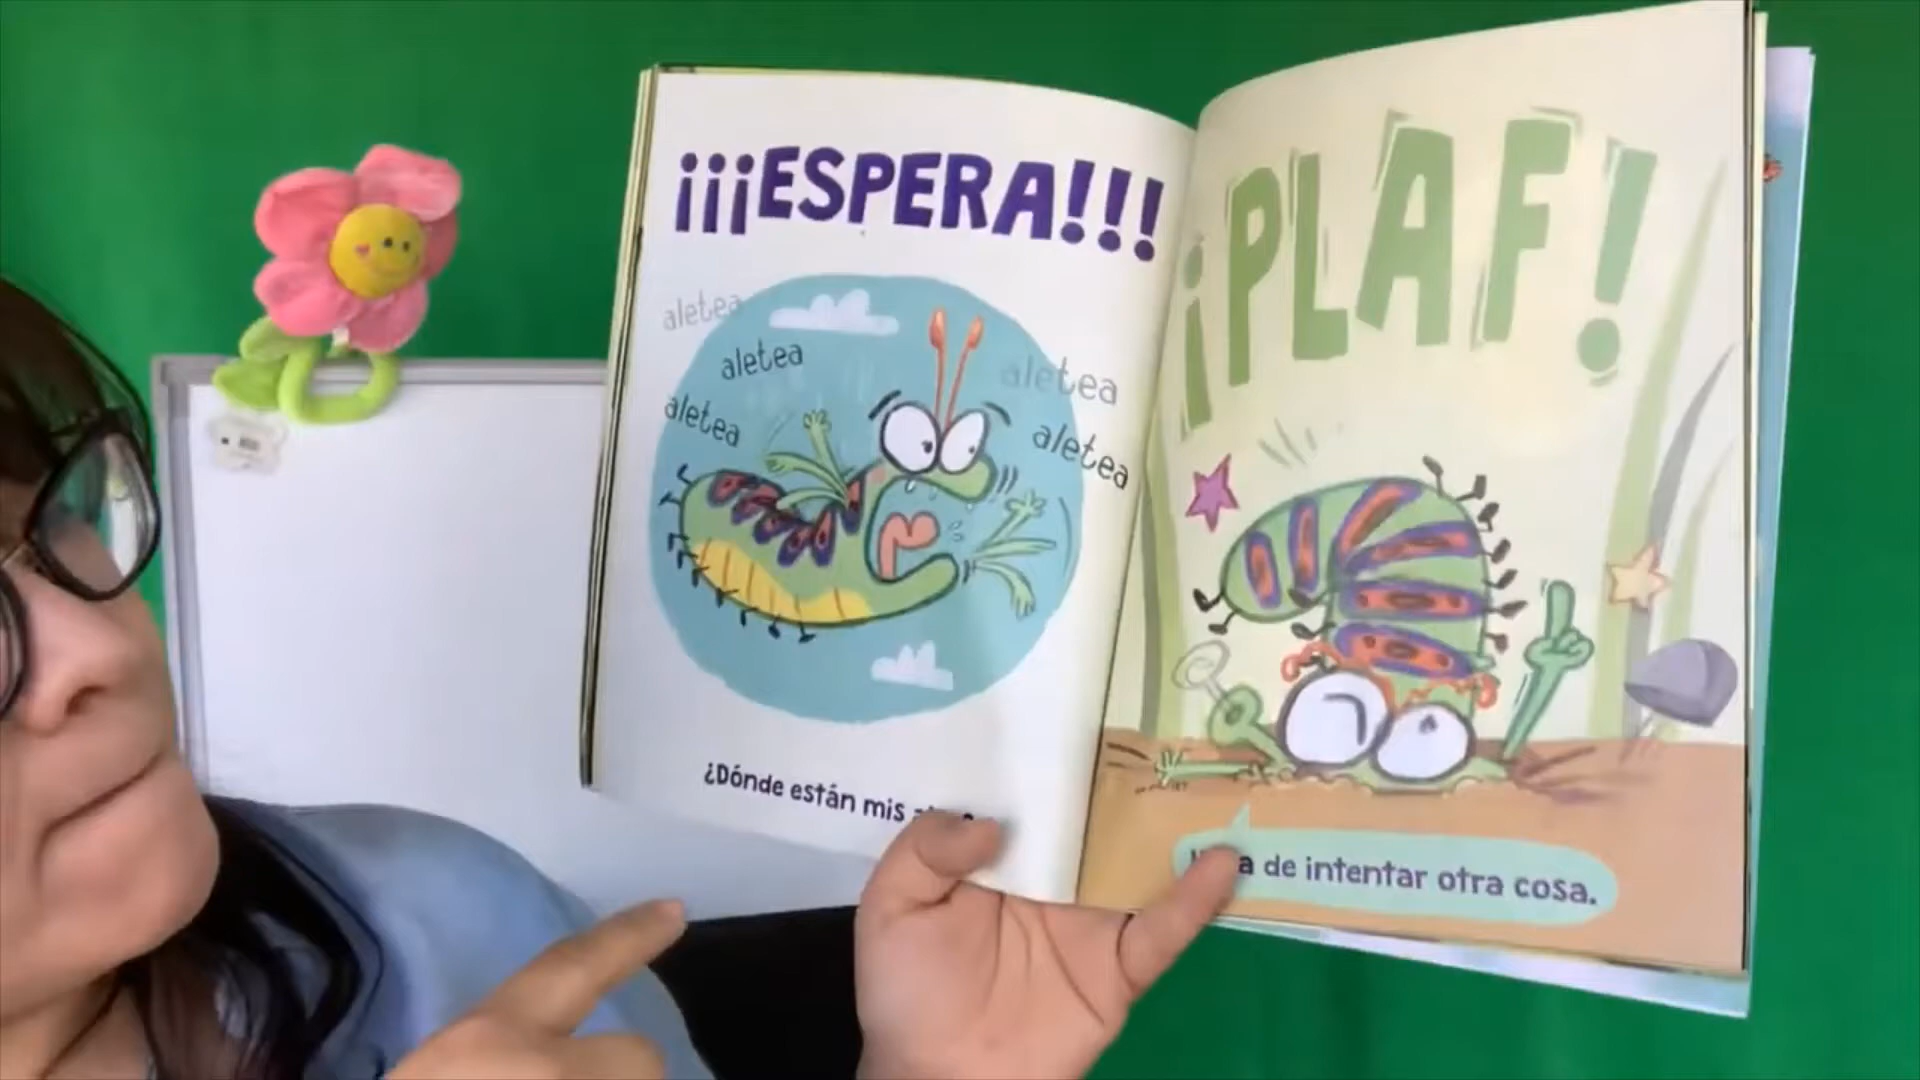 ¡¡¡ESPERA!!!
aletea
aletea
aletea
aletea
aletea
¿Dónde están mis
¡PLAF!
de intentar otra cosa.